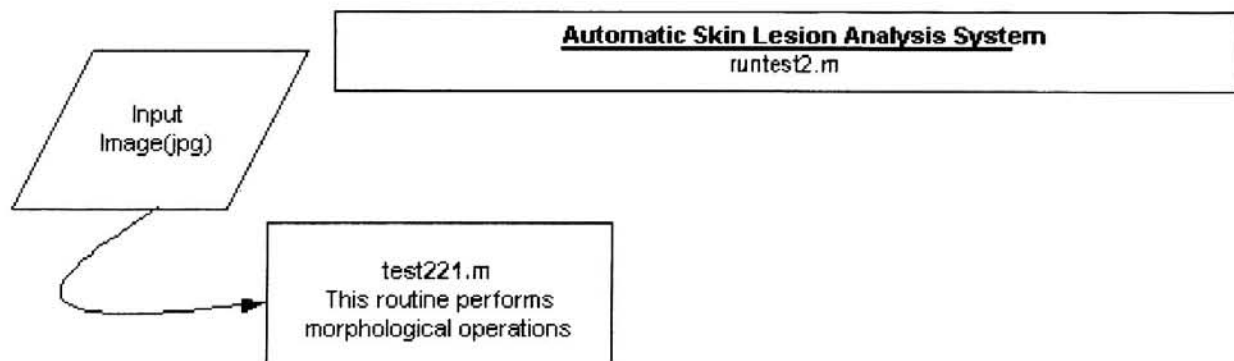 Automatic Skin Lesion Analysis System
runtest2.m
Input
Image(jpg)
test221.m
This routine performs
morphological operations